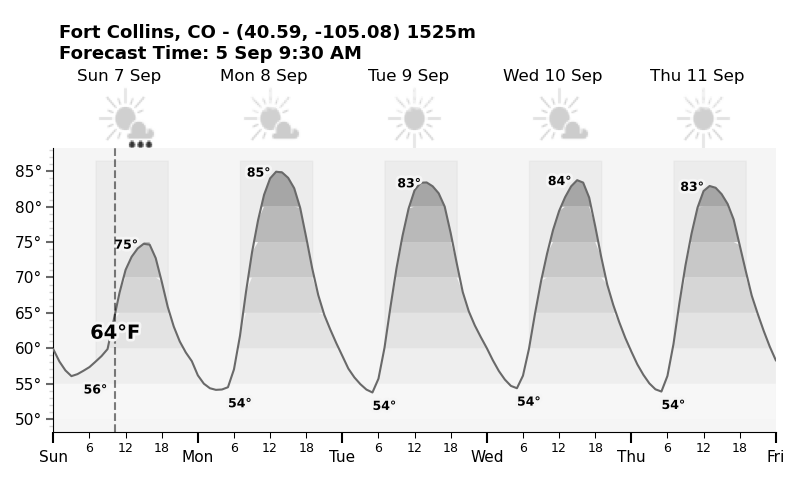 Fort Collins, CO - (40.59, -105.08) 1525m
Forecast Time: 5 Sep 9:30 AM
Sun 7 Sep Mon 8 Sep Tue 9 Sep Wed 10 Sep Thu 11 Sep
85°
80°
75°
70°
65°
60°
55°
50°
85° 83° 84° 83°
75°
64°F
56° 54° 54° 54° 54°
6 12 18 6 12 18 6 12 18 6 12 18 6 12 18
Sun Mon Tue Wed Thu Fri